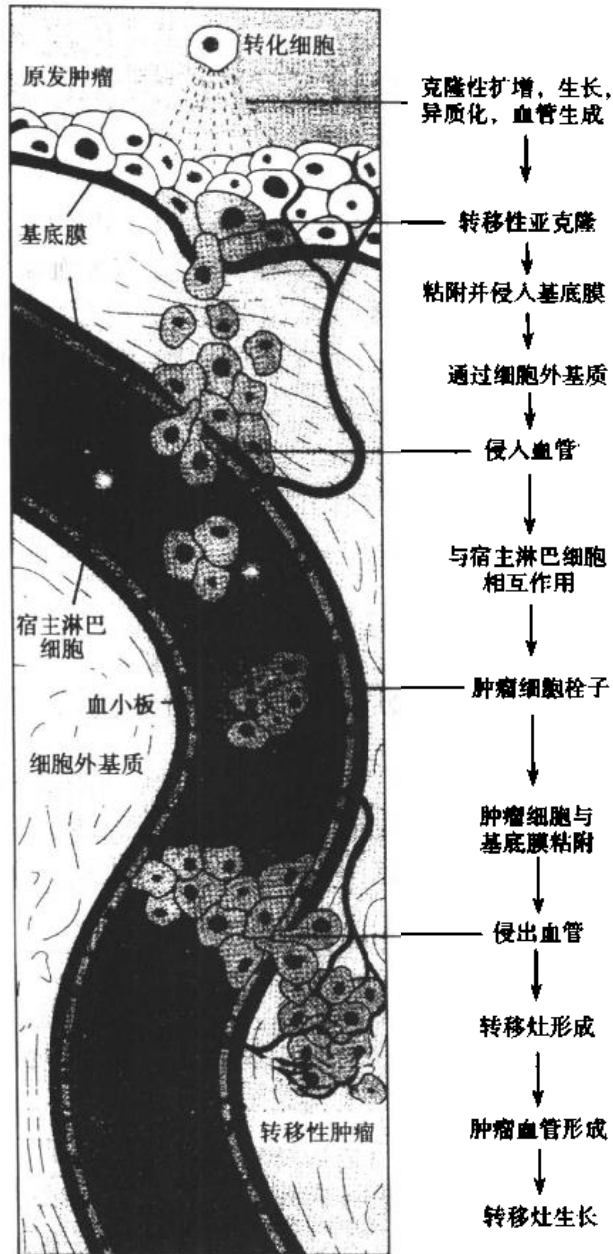 转化细胞
原发肿瘤
基底膜
宿主淋巴
细胞
血小板
细胞外基质
转移性肿瘤
克隆性扩增，生长，
异质化，血管生成
转移性亚克隆
粘附并侵入基底膜
通过细胞外基质
侵入血管
与宿主淋巴细胞
相互作用
肿瘤细胞栓子
肿瘤细胞与
基底膜粘附
侵出血管
转移灶形成
肿瘤血管形成
转移灶生长